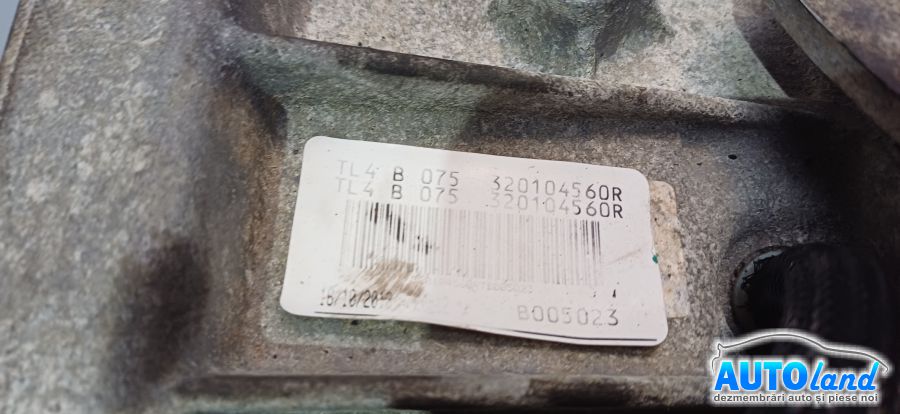 TL4 B 075 320104560R
TL4 B 075 320104560R
B005023
AUTOland
dezmembrări auto și piese noi